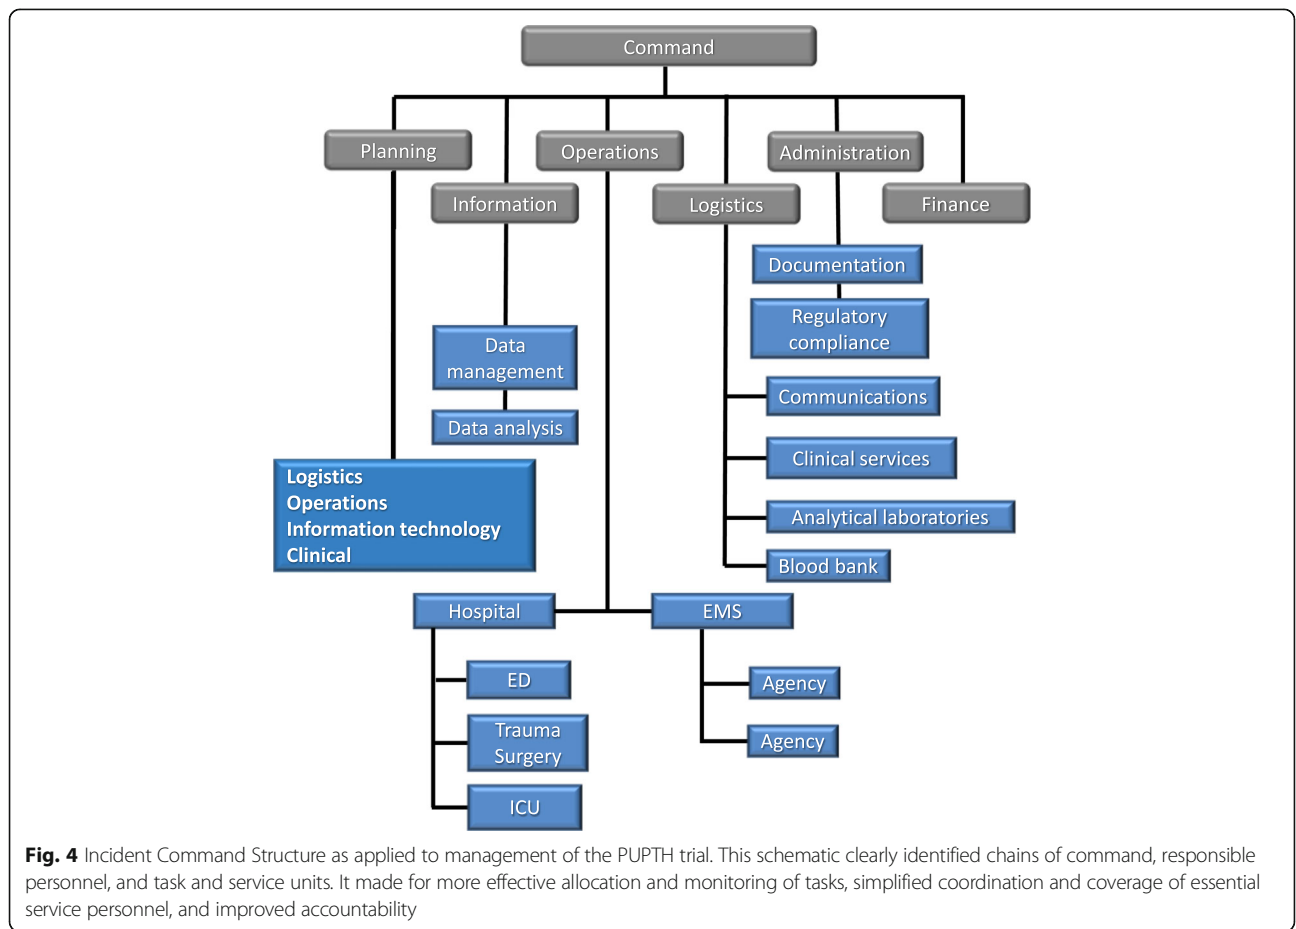 Command
Planning
Operations
Administration
Information
Logistics
Finance
Documentation
Regulatory
compliance
Data
management
Data analysis
Communications
Clinical services
Analytical laboratories
Blood bank
Logistics
Operations
Information technology
Clinical
Hospital
EMS
ED
Trauma
Surgery
ICU
Agency
Agency
Fig. 4 Incident Command Structure as applied to management of the PUPTH trial. This schematic clearly identified chains of command, responsible
personnel, and task and service units. It made for more effective allocation and monitoring of tasks, simplified coordination and coverage of essential
service personnel, and improved accountability